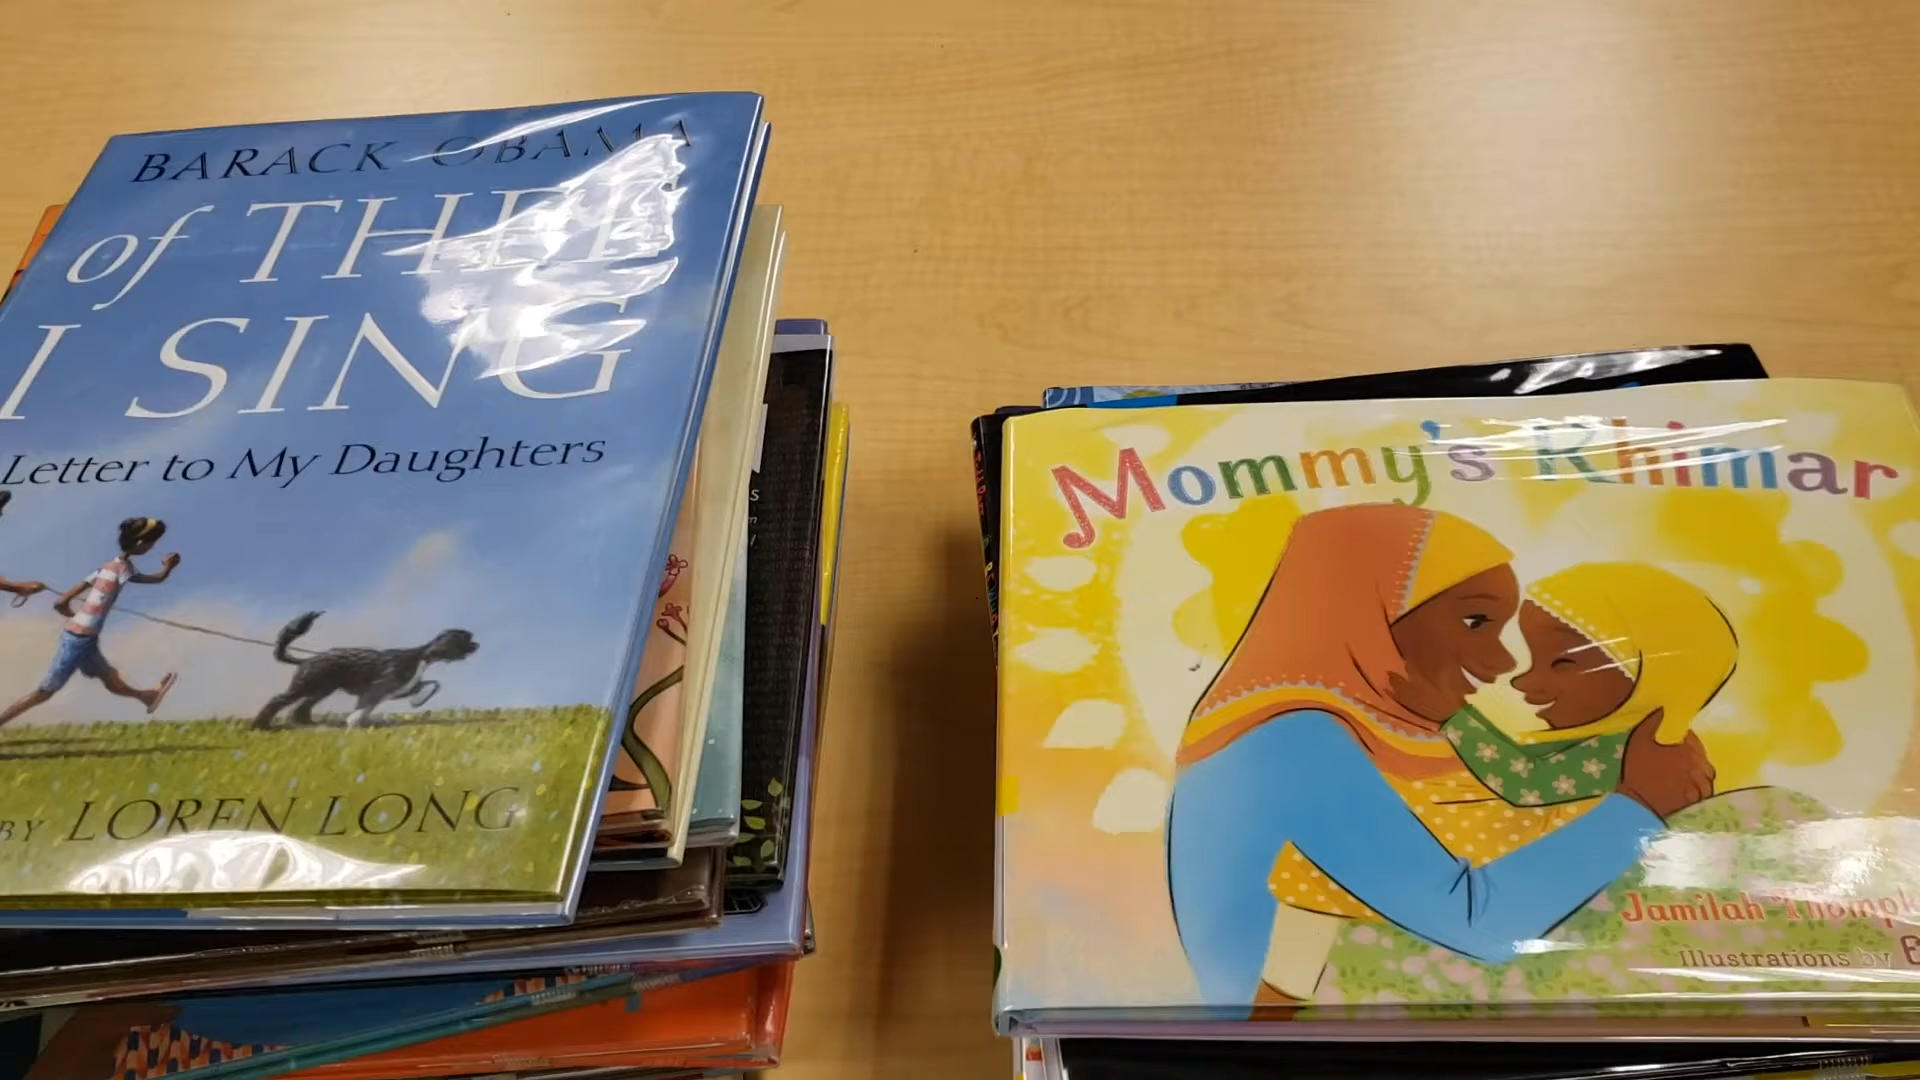 BARACK OBAMA
of THEE
I SING
Letter to My Daughters
BY LOREN LONG
Mommy's Khimar
Jamilah
Illustrations by